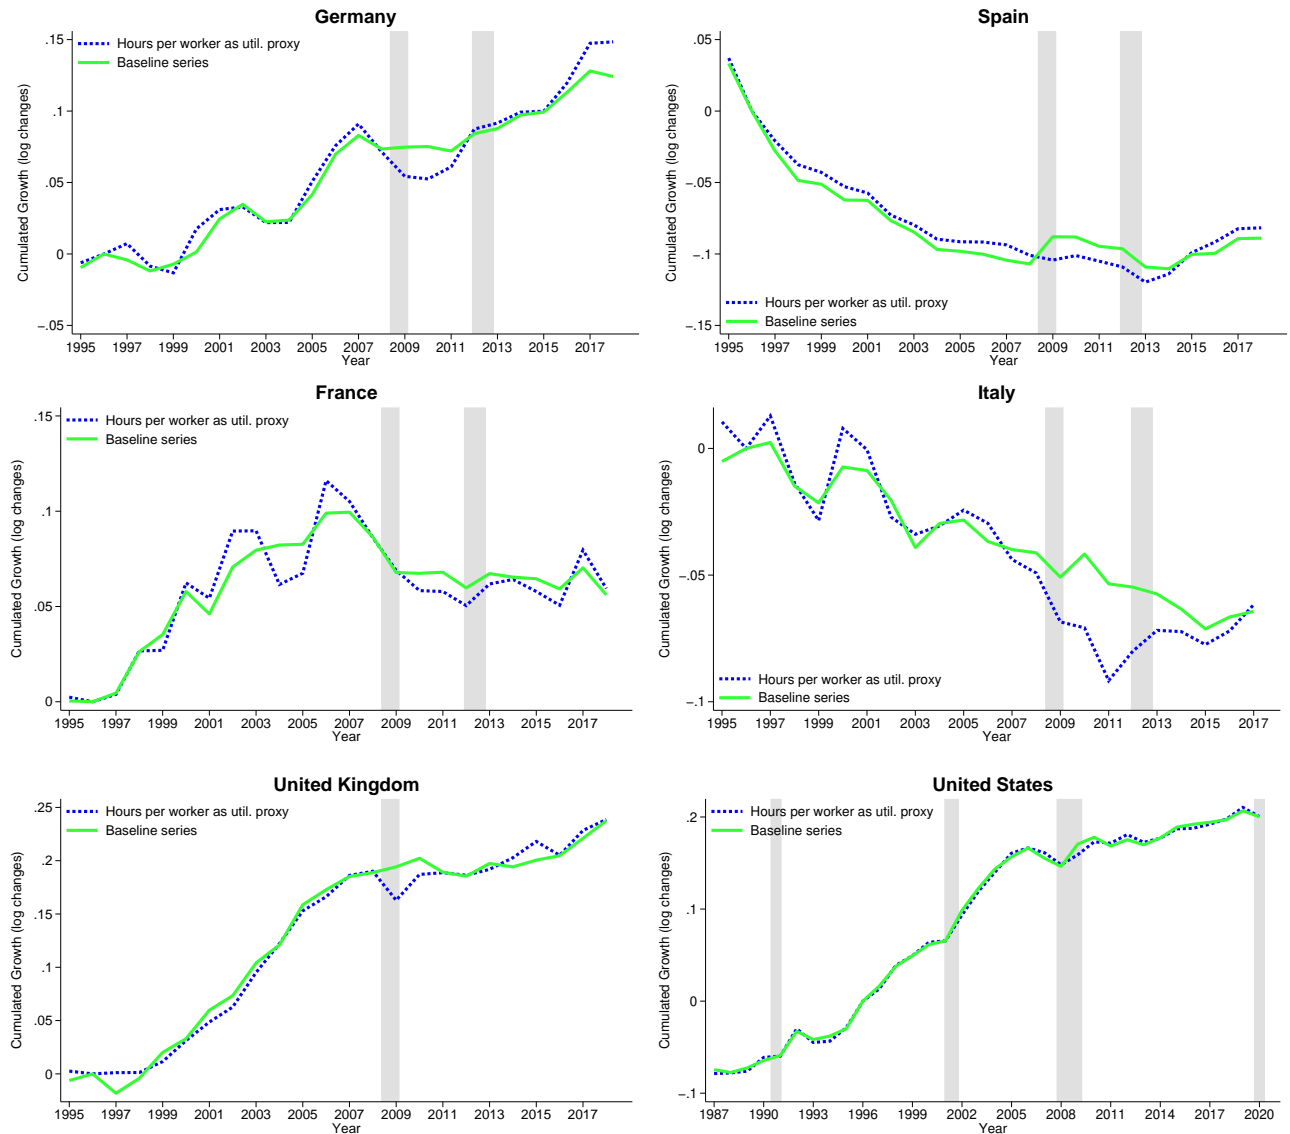 Germany
Cumulated Growth (log changes)
.15
.1
.05
0
−.05
Hours per worker as util. proxy
Baseline series
1995 1997 1999 2001 2003 2005 2007 2009 2011 2013 2015 2017
Year
Spain
Cumulated Growth (log changes)
.05
0
−.05
−.1
−.15
Hours per worker as util. proxy
Baseline series
1995 1997 1999 2001 2003 2005 2007 2009 2011 2013 2015 2017
Year
France
Cumulated Growth (log changes)
.15
.1
.05
0
Hours per worker as util. proxy
Baseline series
1995 1997 1999 2001 2003 2005 2007 2009 2011 2013 2015 2017
Year
Italy
Cumulated Growth (log changes)
0
−.05
−.1
Hours per worker as util. proxy
Baseline series
1995 1997 1999 2001 2003 2005 2007 2009 2011 2013 2015 2017
Year
United Kingdom
Cumulated Growth (log changes)
.25
.2
.15
.1
.05
0
Hours per worker as util. proxy
Baseline series
1995 1997 1999 2001 2003 2005 2007 2009 2011 2013 2015 2017
Year
United States
Cumulated Growth (log changes)
.2
.1
0
−.1
Hours per worker as util. proxy
Baseline series
1987 1990 1993 1996 1999 2002 2005 2008 2011 2014 2017 2020
Year